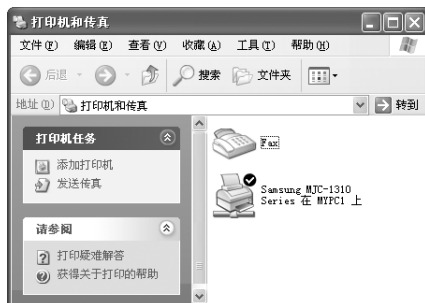 打印机和传真
文件(F) 编辑(E) 查看(V) 收藏(A) 工具(T) 帮助(H)
后退 搜索 文件夹
地址(D) 打印机和传真 转到
打印机任务
添加打印机
发送传真
请参阅
打印疑难解答
获得关于打印的帮助
Fax
Samsung MJC-1310
Series 在 MYPC1 上